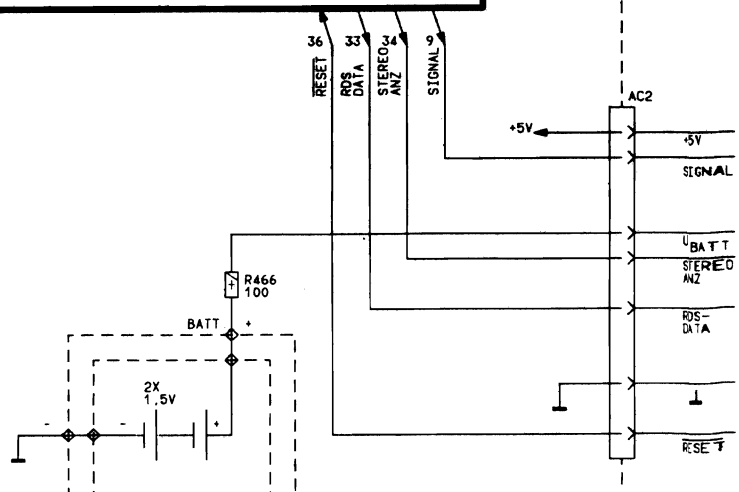 36 33 34 9
RESET
RDS
DATA
STEREO
ANZ
SIGNAL
AC2
+5V
+5V
SIGNAL
UBATT
STEREO
ANZ
R466
100
RDS-
DATA
BATT +
2X
1,5V
- - +
RESET